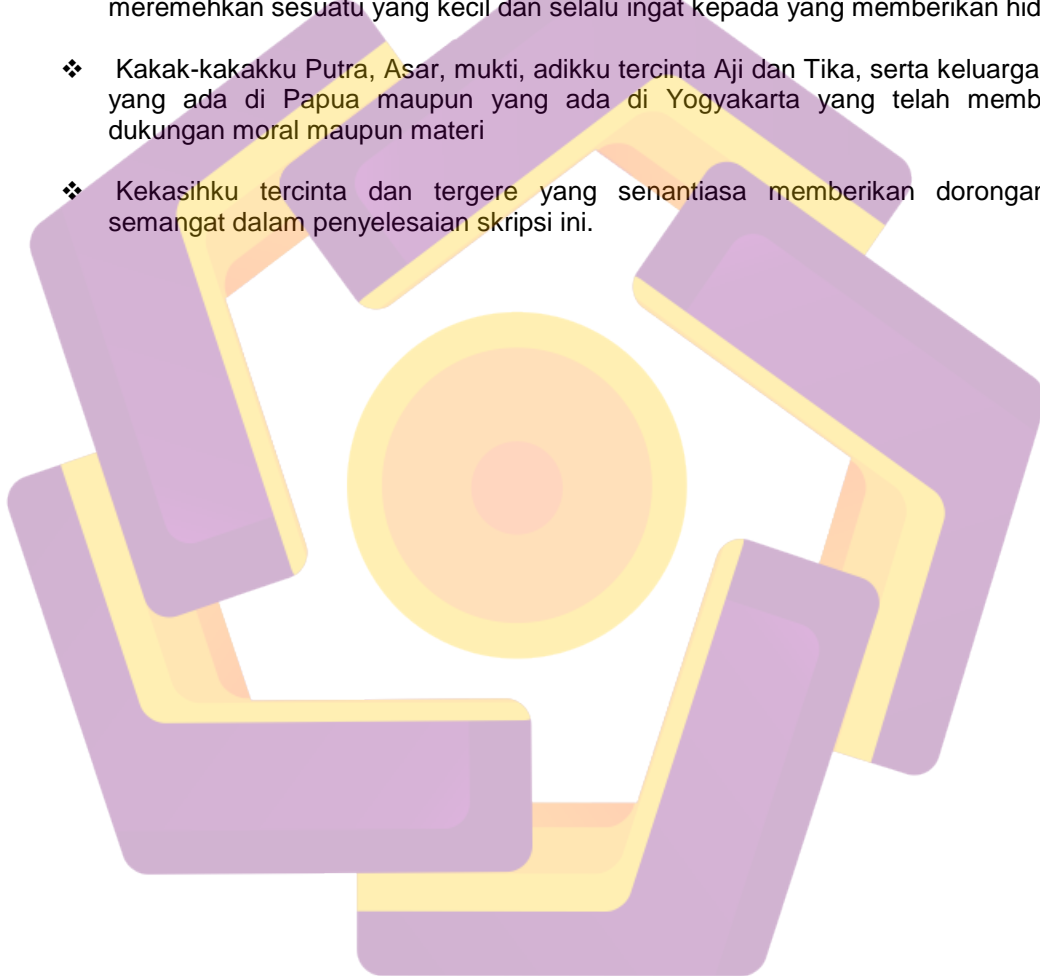 meremehkan sesuatu yang kecil dan selalu ingat kepada yang memberikan hid
❖ Kakak-kakakku Putra, Asar, mukti, adikku tercinta Aji dan Tika, serta keluarga
yang ada di Papua maupun yang ada di Yogyakarta yang telah memb
dukungan moral maupun materi
❖ Kekasihku tercinta dan tergere yang senantiasa memberikan dorongan
semangat dalam penyelesaian skripsi ini.